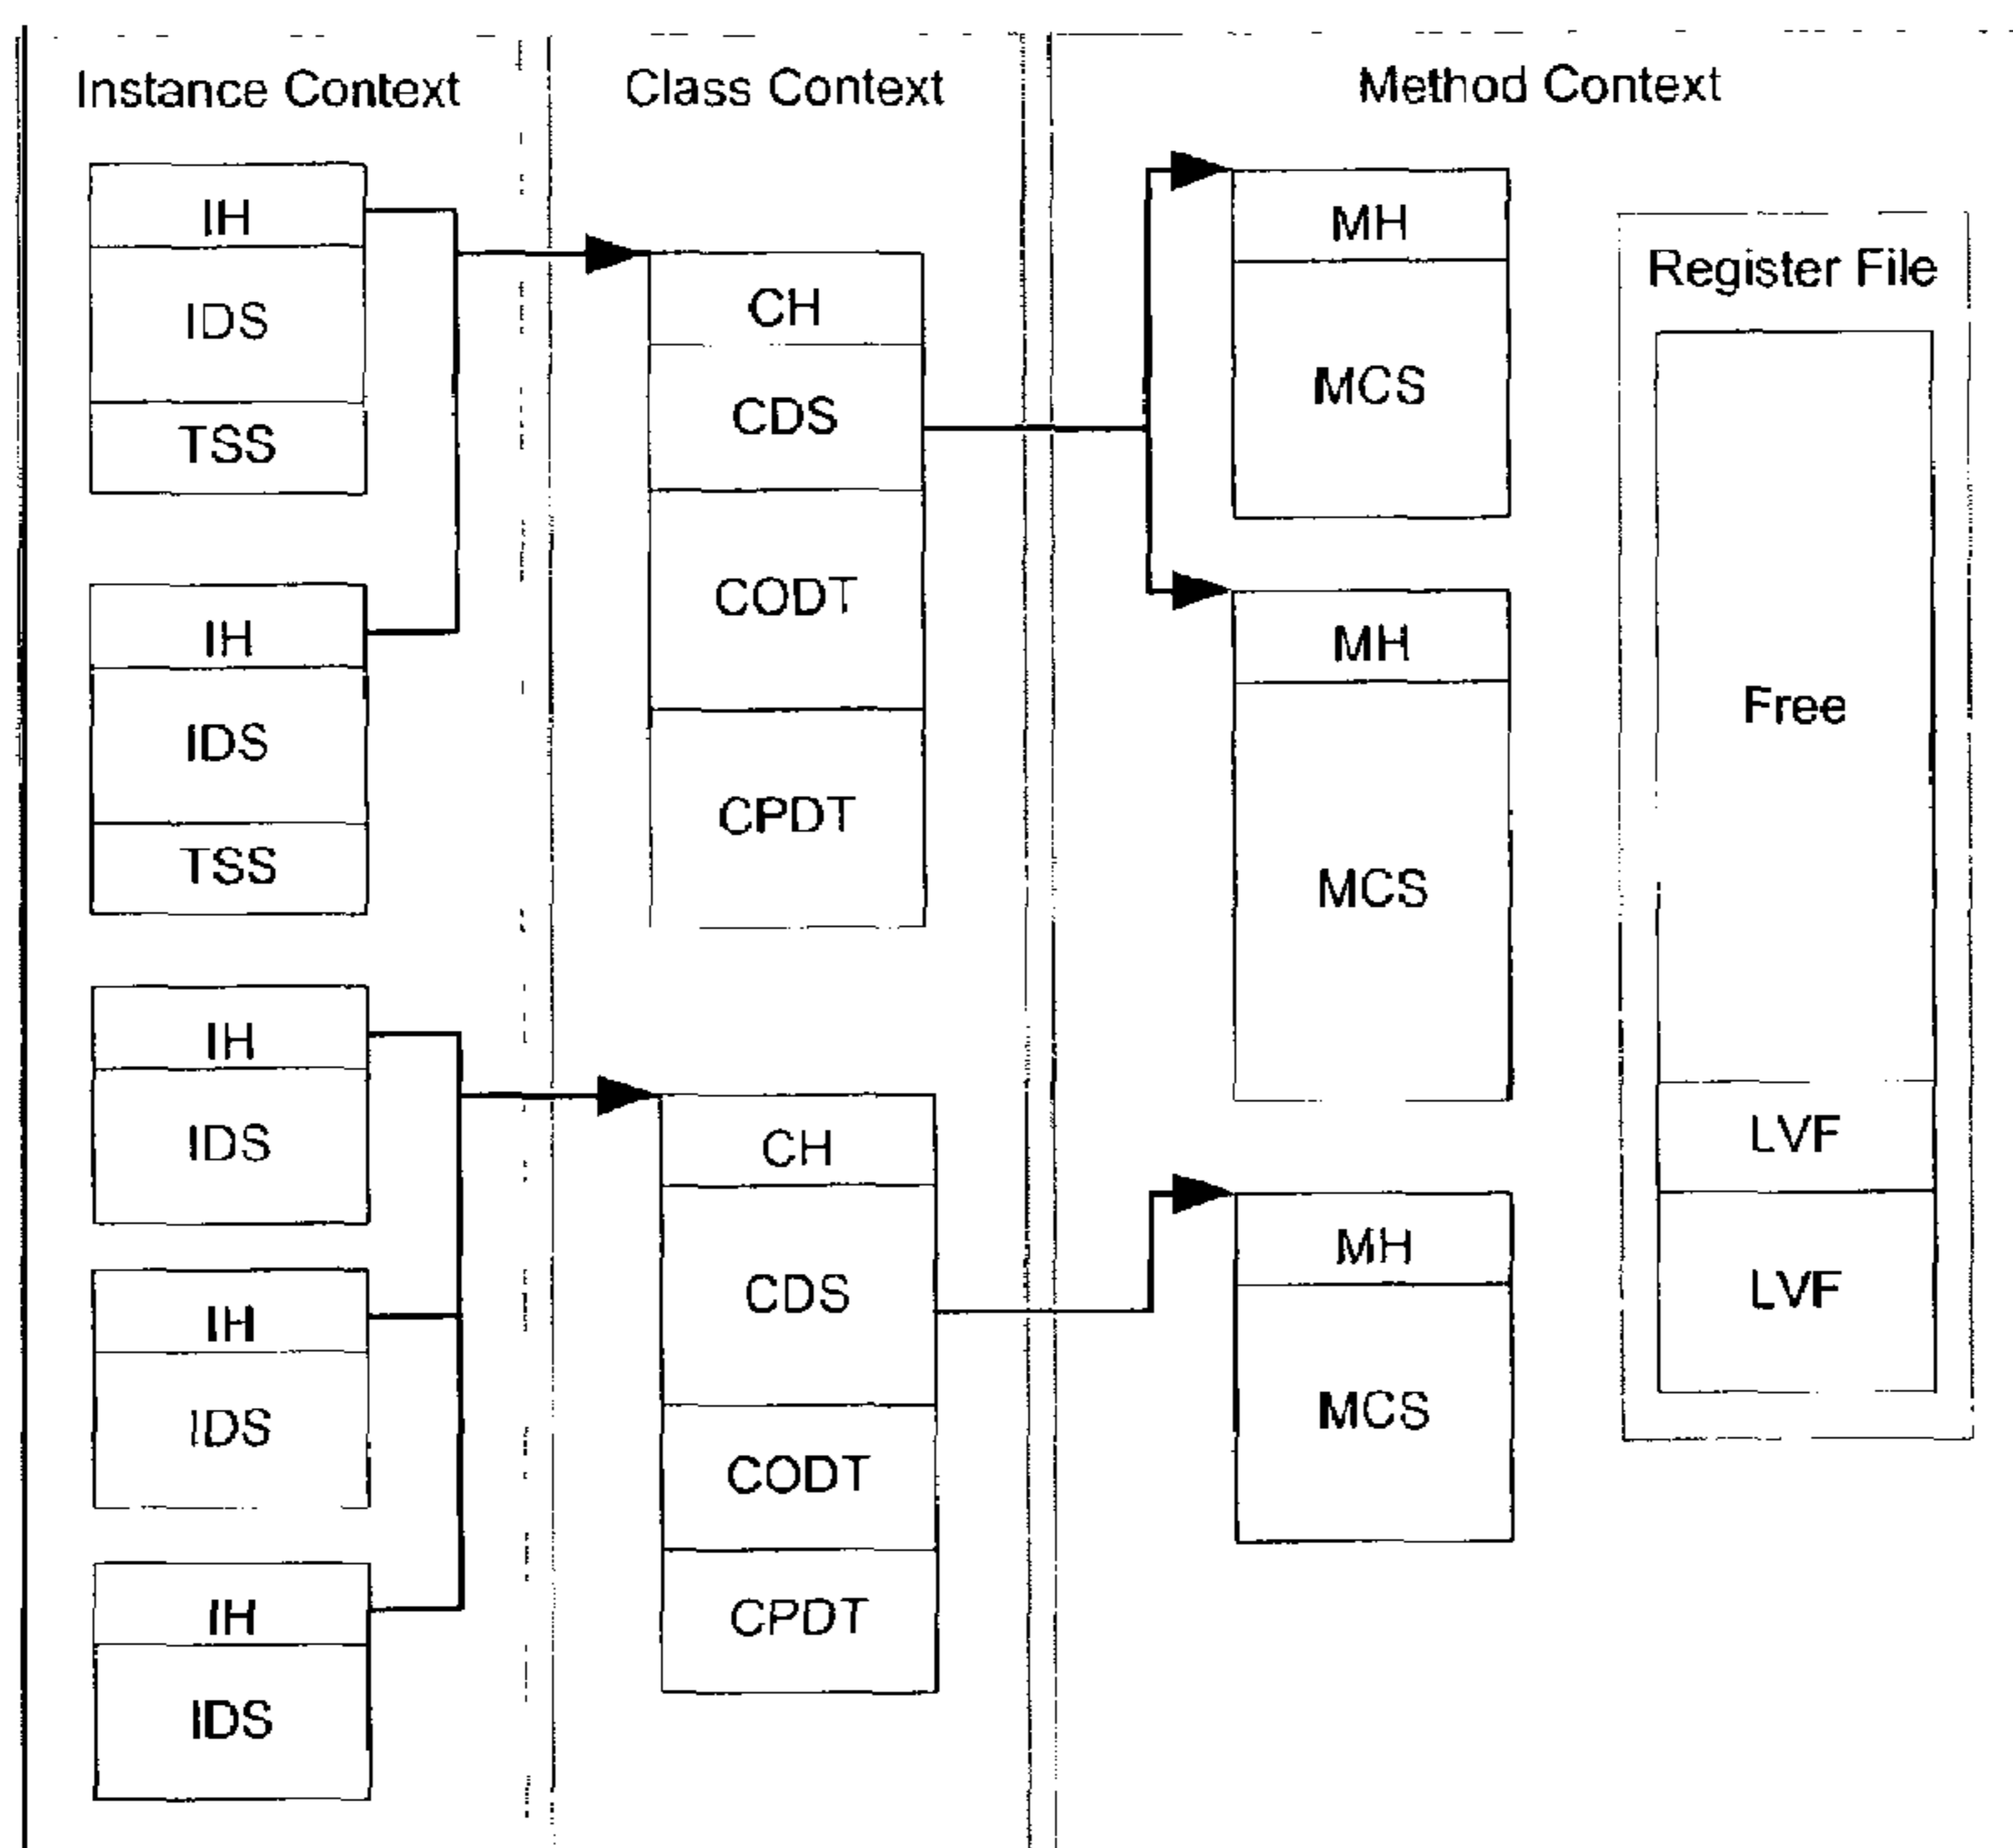 Instance Context
IH
IDS
TSS
IH
IDS
TSS
IH
IDS
IH
IDS
IH
IDS
Class Context
CH
CDS
CODT
CPDT
CH
CDS
CODT
CPDT
Method Context
MH
MCS
MH
MCS
MH
MCS
Register File
Free
LVF
LVF